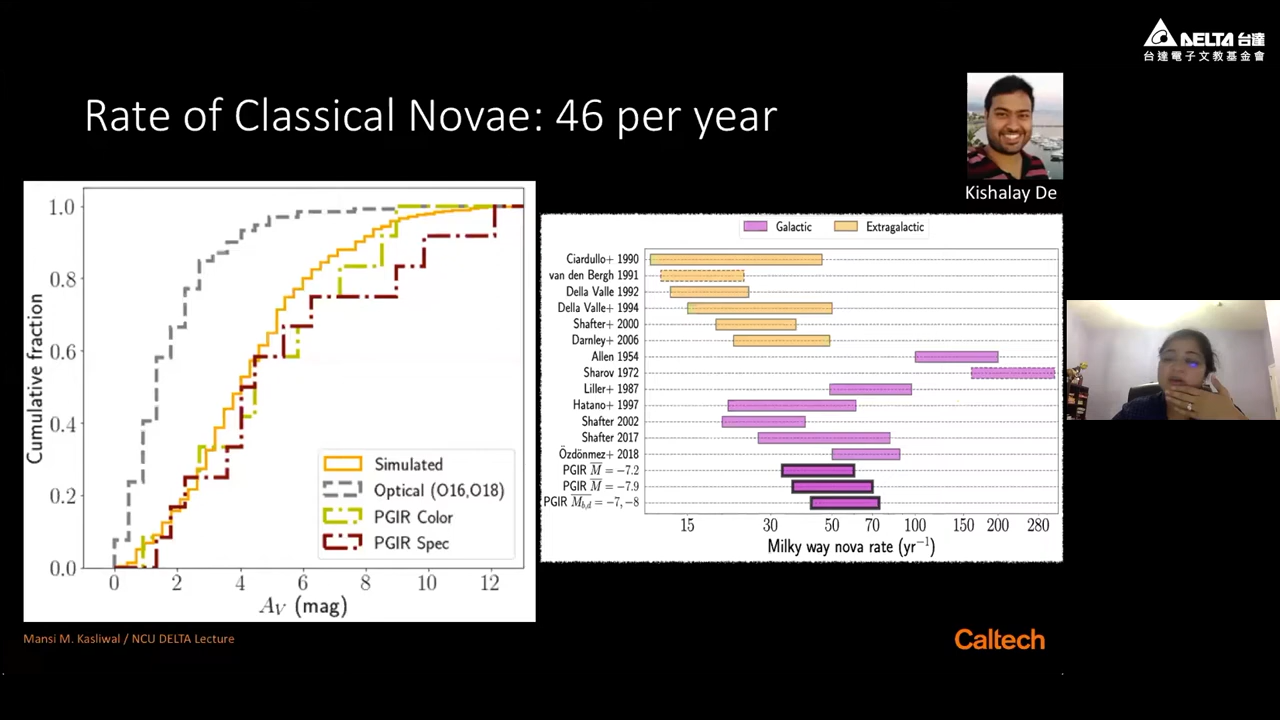 DELTA 台達
台達電子文教基金會
Rate of Classical Novae: 46 per year
Kishalay De
Cumulative fraction
1.0
0.8
0.6
0.4
0.2
0.0
0 2 4 6 8 10 12
A_V (mag)
Simulated
Optical (O16,O18)
PGIR Color
PGIR Spec
Galactic Extragalactic
Ciardullo+ 1990
van den Bergh 1991
Della Valle 1992
Della Valle+ 1994
Shafter+ 2000
Darnley+ 2006
Allen 1954
Sharov 1972
Liller+ 1987
Hatano+ 1997
Shafter 2002
Shafter 2017
Özdönmez+ 2018
PGIR M̅ = −7.2
PGIR M̅ = −7.9
PGIR M̅_b,d = −7, −8
15 30 50 70 100 150 200 280
Milky way nova rate (yr⁻¹)
Mansi M. Kasliwal / NCU DELTA Lecture
Caltech